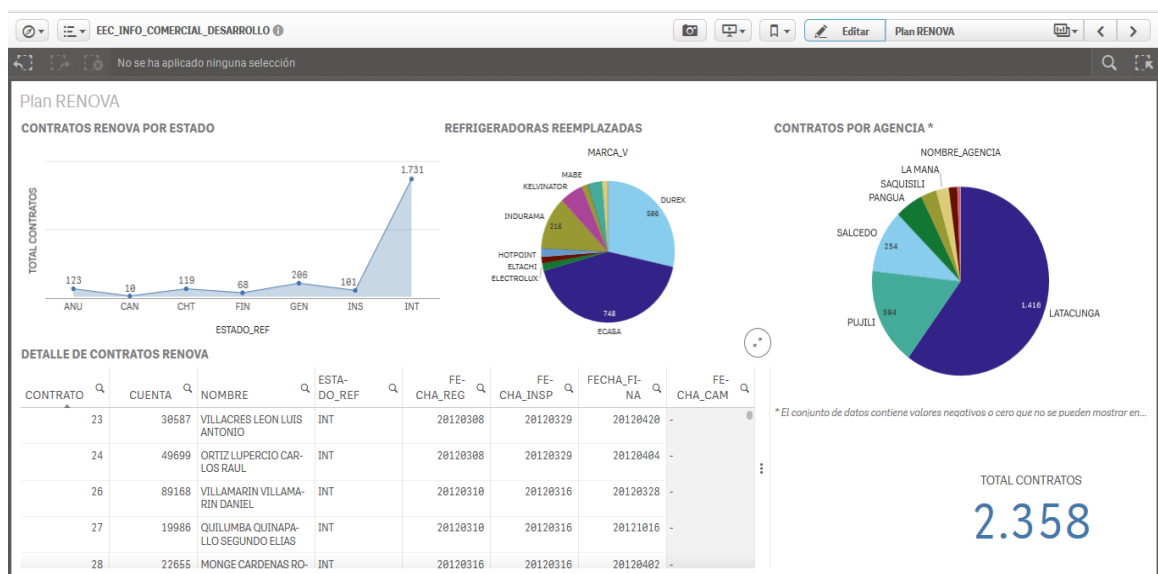 EEC_INFO_COMERCIAL_DESARROLLO
Editar
Plan RENOVA
No se ha aplicado ninguna selección
Plan RENOVA
CONTRATOS RENOVA POR ESTADO
TOTAL CONTRATOS
123
10
119
68
206
101
1.731
ANU
CAN
CHT
FIN
GEN
INS
INT
ESTADO_REF
REFRIGERADORAS REEMPLAZADAS
MARCA_V
MABE
KELVINATOR
INDURAMA
216
HOTPOINT
ELTACHI
ELECTROLUX
DUREX
506
748
ECASA
CONTRATOS POR AGENCIA *
NOMBRE_AGENCIA
LA MANA
SAQUISILI
PANGUA
SALCEDO
254
PUJILI
394
1.416
LATACUNGA
* El conjunto de datos contiene valores negativos o cero que no se pueden mostrar en...
TOTAL CONTRATOS
2.358
DETALLE DE CONTRATOS RENOVA
CONTRATO
CUENTA
NOMBRE
ESTA-
DO_REF
FE-
CHA_REG
FE-
CHA_INSP
FECHA_FI-
NA
FE-
CHA_CAM
23 30587 VILLACRES LEON LUIS INT 20120308 20120329 20120420 -
ANTONIO
24 49699 ORTIZ LUPERCIO CAR- INT 20120308 20120329 20120404 -
LOS RAUL
26 89168 VILLAMARIN VILLAMA- INT 20120310 20120316 20120328 -
RIN DANIEL
27 19986 QUILUMBA QUINAPA- INT 20120310 20120316 20121016 -
LLO SEGUNDO ELIAS
28 22655 MONGE CARDENAS RO- INT 20120316 20120316 20120402 -